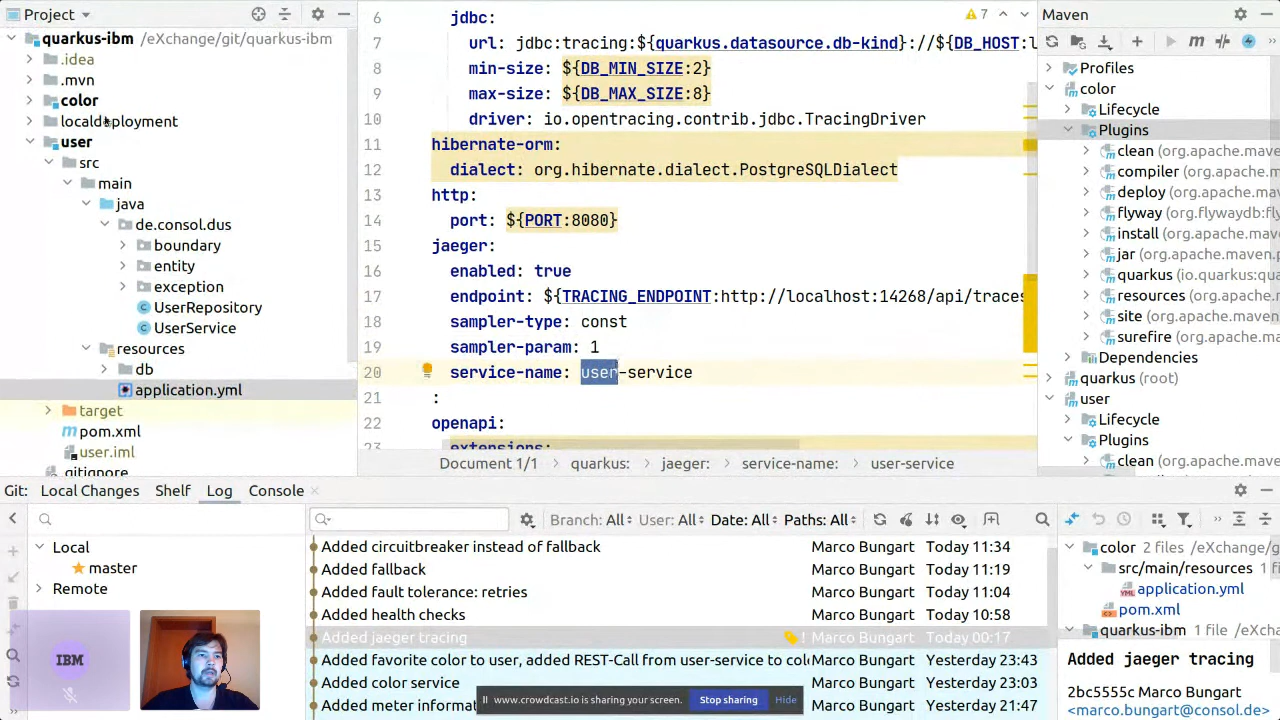 Project
quarkus-ibm /eXchange/git/quarkus-ibm
.idea
.mvn
color
localdeployment
user
src
main
java
de.consol.dus
boundary
entity
exception
UserRepository
UserService
resources
db
application.yml
target
pom.xml
user.iml
.gitignore
6 jdbc:
7 url: jdbc:tracing:${quarkus.datasource.db-kind}://${DB_HOST:l
8 min-size: ${DB_MIN_SIZE:2}
9 max-size: ${DB_MAX_SIZE:8}
10 driver: io.opentracing.contrib.jdbc.TracingDriver
11 hibernate-orm:
12 dialect: org.hibernate.dialect.PostgreSQLDialect
13 http:
14 port: ${PORT:8080}
15 jaeger:
16 enabled: true
17 endpoint: ${TRACING_ENDPOINT:http://localhost:14268/api/traces
18 sampler-type: const
19 sampler-param: 1
20 service-name: user-service
21 :
22 openapi:
23 extensions:
7
Document 1/1 quarkus: jaeger: service-name: user-service
Maven
Profiles
color
Lifecycle
Plugins
clean (org.apache.maven
compiler (org.apache.mave
deploy (org.apache.maven
flyway (org.flywaydb:fl
install (org.apache.maven
jar (org.apache.maven
quarkus (io.quarkus:qua
resources (org.apache.m
site (org.apache.maven
surefire (org.apache.mav
Dependencies
quarkus (root)
user
Lifecycle
Plugins
clean (org.apache.maven
Git: Local Changes Shelf Log Console
Local
master
Remote
Branch: All User: All Date: All Paths: All
Added circuitbreaker instead of fallback Marco Bungart Today 11:34
Added fallback Marco Bungart Today 11:19
Added fault tolerance: retries Marco Bungart Today 11:04
Added health checks Marco Bungart Today 10:58
Added jaeger tracing ! Marco Bungart Today 00:17
Added favorite color to user, added REST-Call from user-service to colo Marco Bungart Yesterday 23:43
Added color service Marco Bungart Yesterday 23:03
Added meter informat Marco Bungart Yesterday 21:47
color 2 files /eXchange/g
src/main/resources 1 f
application.yml
pom.xml
quarkus-ibm 1 file /eXcha
Added jaeger tracing
2bc5555c Marco Bungart
<marco.bungart@consol.de>
IBM
www.crowdcast.io is sharing your screen. Stop sharing Hide